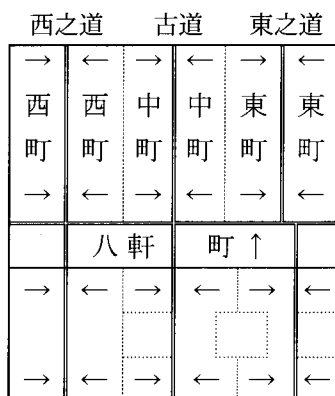 西之道 古道 東之道
→ ← → ← → ←
西町 西町 中町 中町 東町 東町
→ ← → ← → ←
八軒町 ↑
→ ← → ← → ←
→ ← → ← → ←